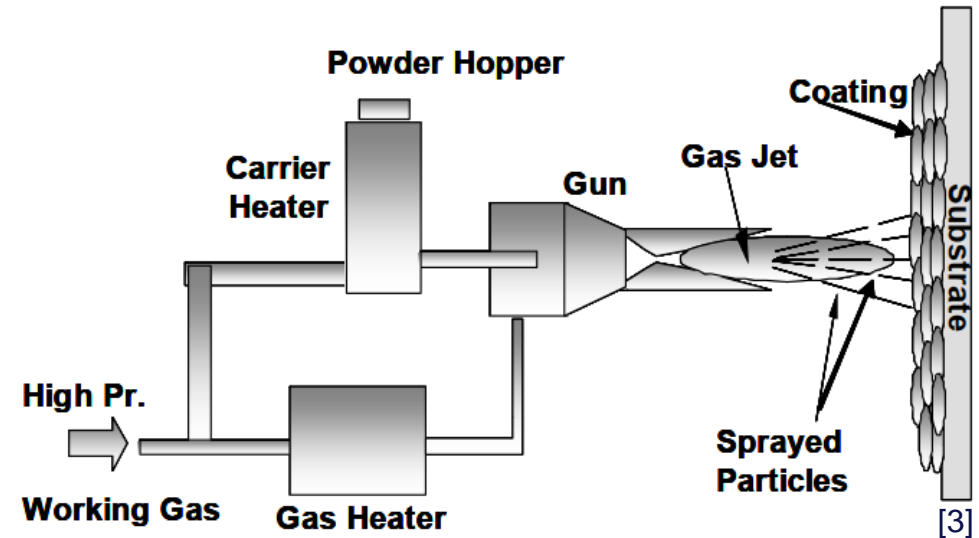 Powder Hopper
Carrier
Heater
Gun
Gas Jet
Coating
Substrate
High Pr.
Working Gas
Gas Heater
Sprayed
Particles
[3]